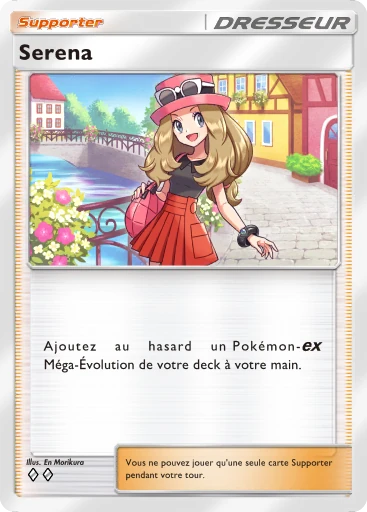 Supporter
DRESSEUR
Serena
Ajoutez au hasard un Pokémon-ex
Méga-Évolution de votre deck à votre main.
Illus. En Morikura
Vous ne pouvez jouer qu'une seule carte Supporter
pendant votre tour.